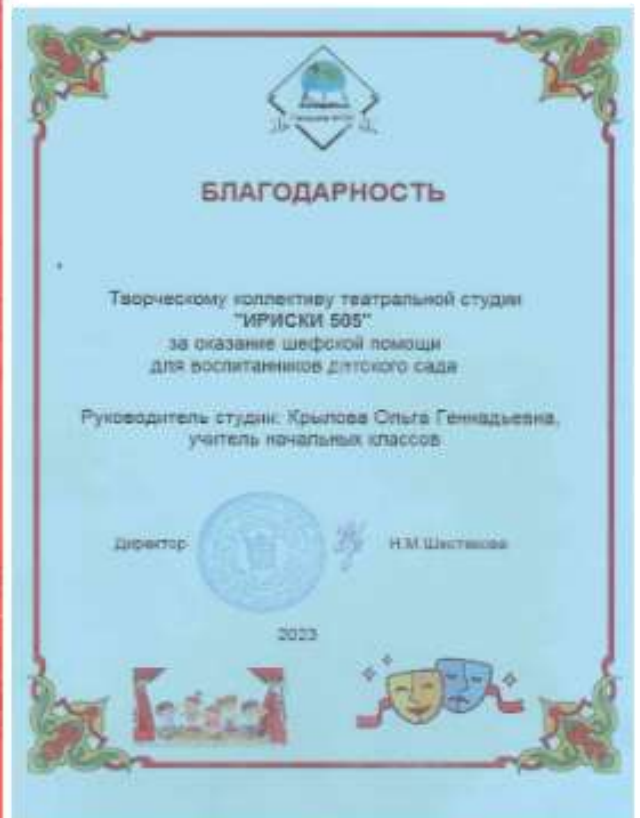 БЛАГОДАРНОСТЬ
Творческому коллективу театральной студии
"ИРИСКИ 505"
за оказание шефской помощи
для воспитанников детского сада
Руководитель студии: Крылова Ольга Геннадьевна,
учитель начальных классов
Директор
Н.М.Шестакова
2023